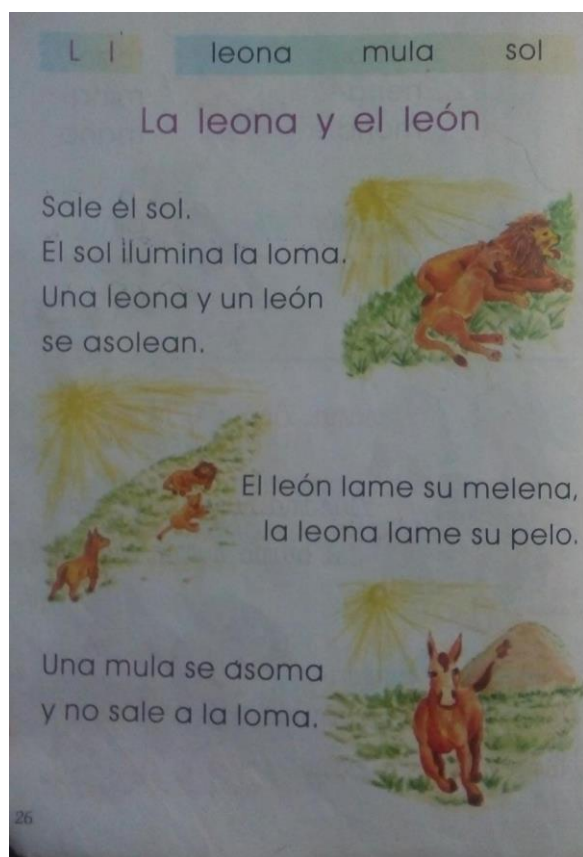 L l leona mula sol
La leona y el león
Sale el sol.
El sol ilumina la loma.
Una leona y un león
se asolean.
El león lame su melena,
la leona lame su pelo.
Una mula se asoma
y no sale a la loma.
26